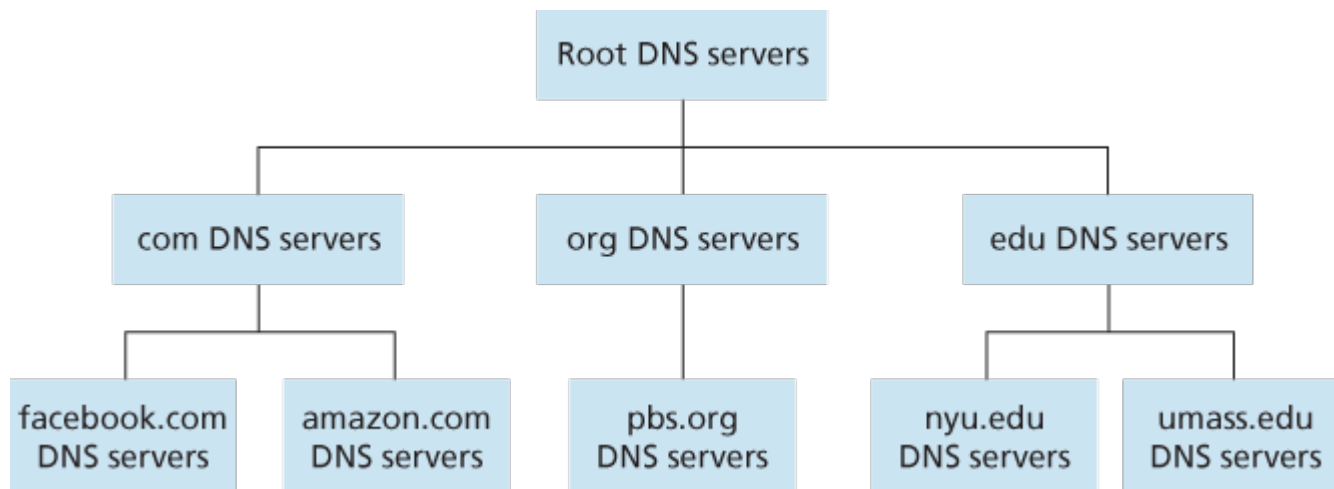 Root DNS servers
com DNS servers
org DNS servers
edu DNS servers
facebook.com
DNS servers
amazon.com
DNS servers
pbs.org
DNS servers
nyu.edu
DNS servers
umass.edu
DNS servers